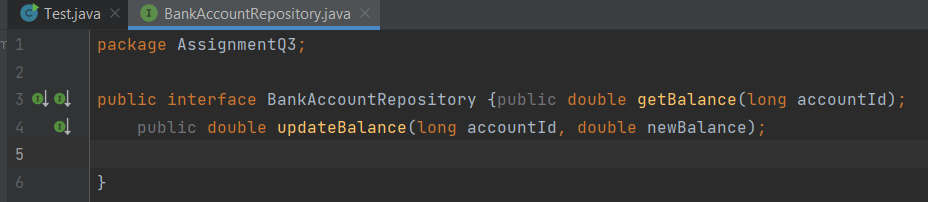 Test.java × BankAccountRepository.java ×
1 package AssignmentQ3;
2
3 public interface BankAccountRepository {public double getBalance(long accountId);
4     public double updateBalance(long accountId, double newBalance);
5
6 }